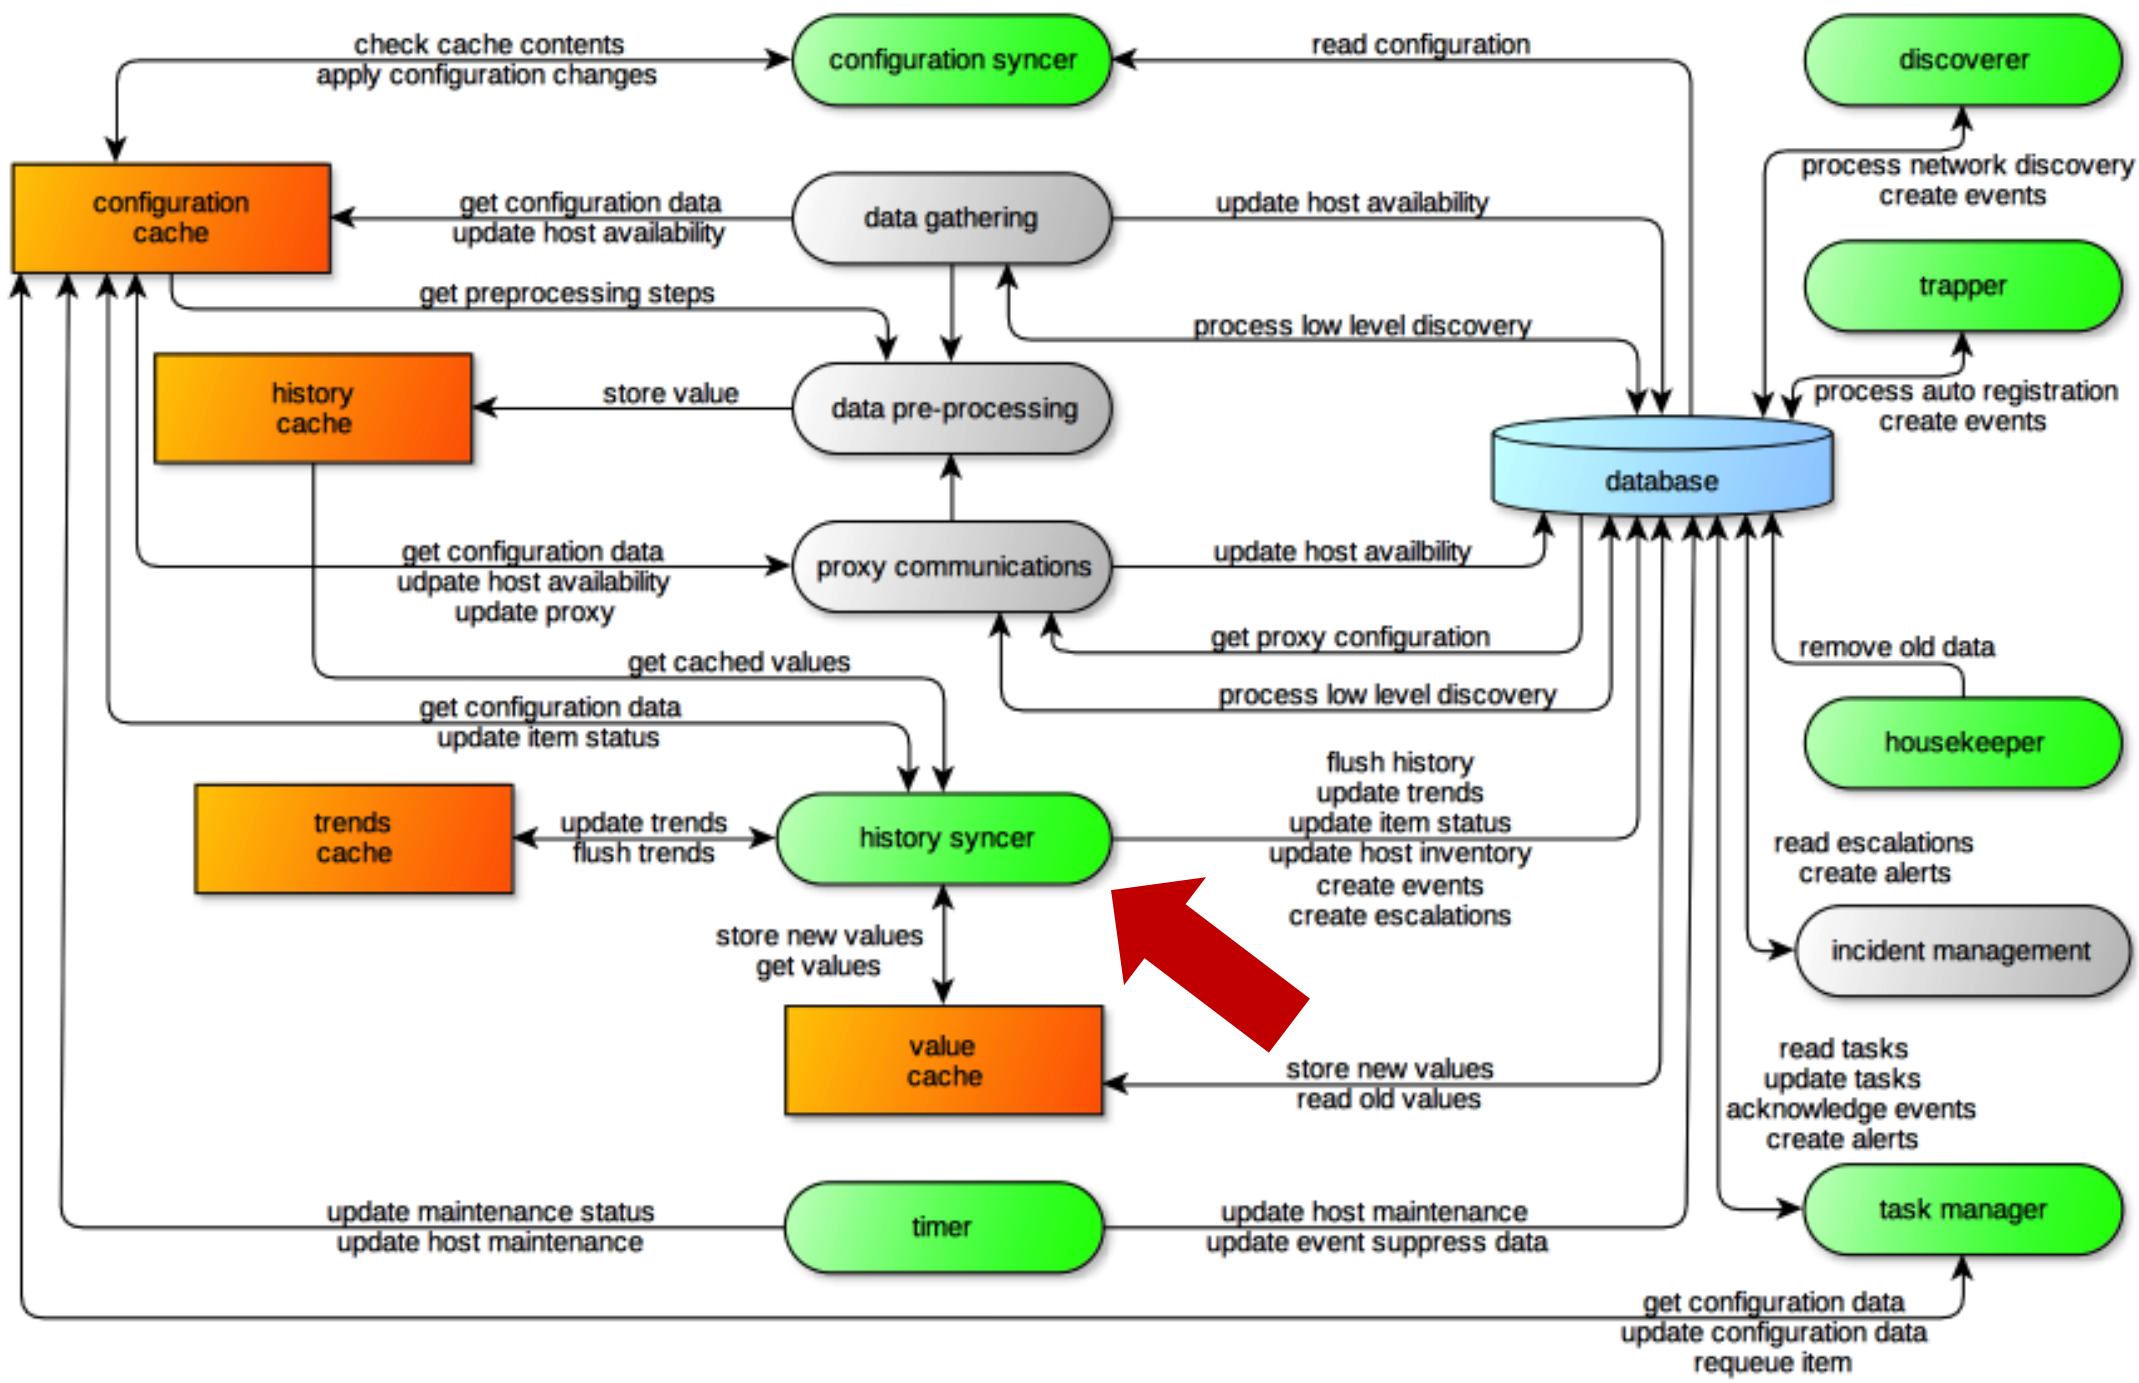 check cache contents
apply configuration changes
configuration syncer
read configuration
discoverer
process network discovery
create events
configuration
cache
get configuration data
update host availability
data gathering
update host availability
trapper
get preprocessing steps
process low level discovery
process auto registration
create events
history
cache
store value
data pre-processing
database
get configuration data
udpate host availability
update proxy
proxy communications
update host availbility
get proxy configuration
remove old data
get cached values
process low level discovery
get configuration data
update item status
housekeeper
flush history
update trends
update item status
update host inventory
create events
create escalations
trends
cache
update trends
flush trends
history syncer
read escalations
create alerts
store new values
get values
incident management
value
cache
store new values
read old values
read tasks
update tasks
acknowledge events
create alerts
update maintenance status
update host maintenance
timer
update host maintenance
update event suppress data
task manager
get configuration data
update configuration data
requeue item